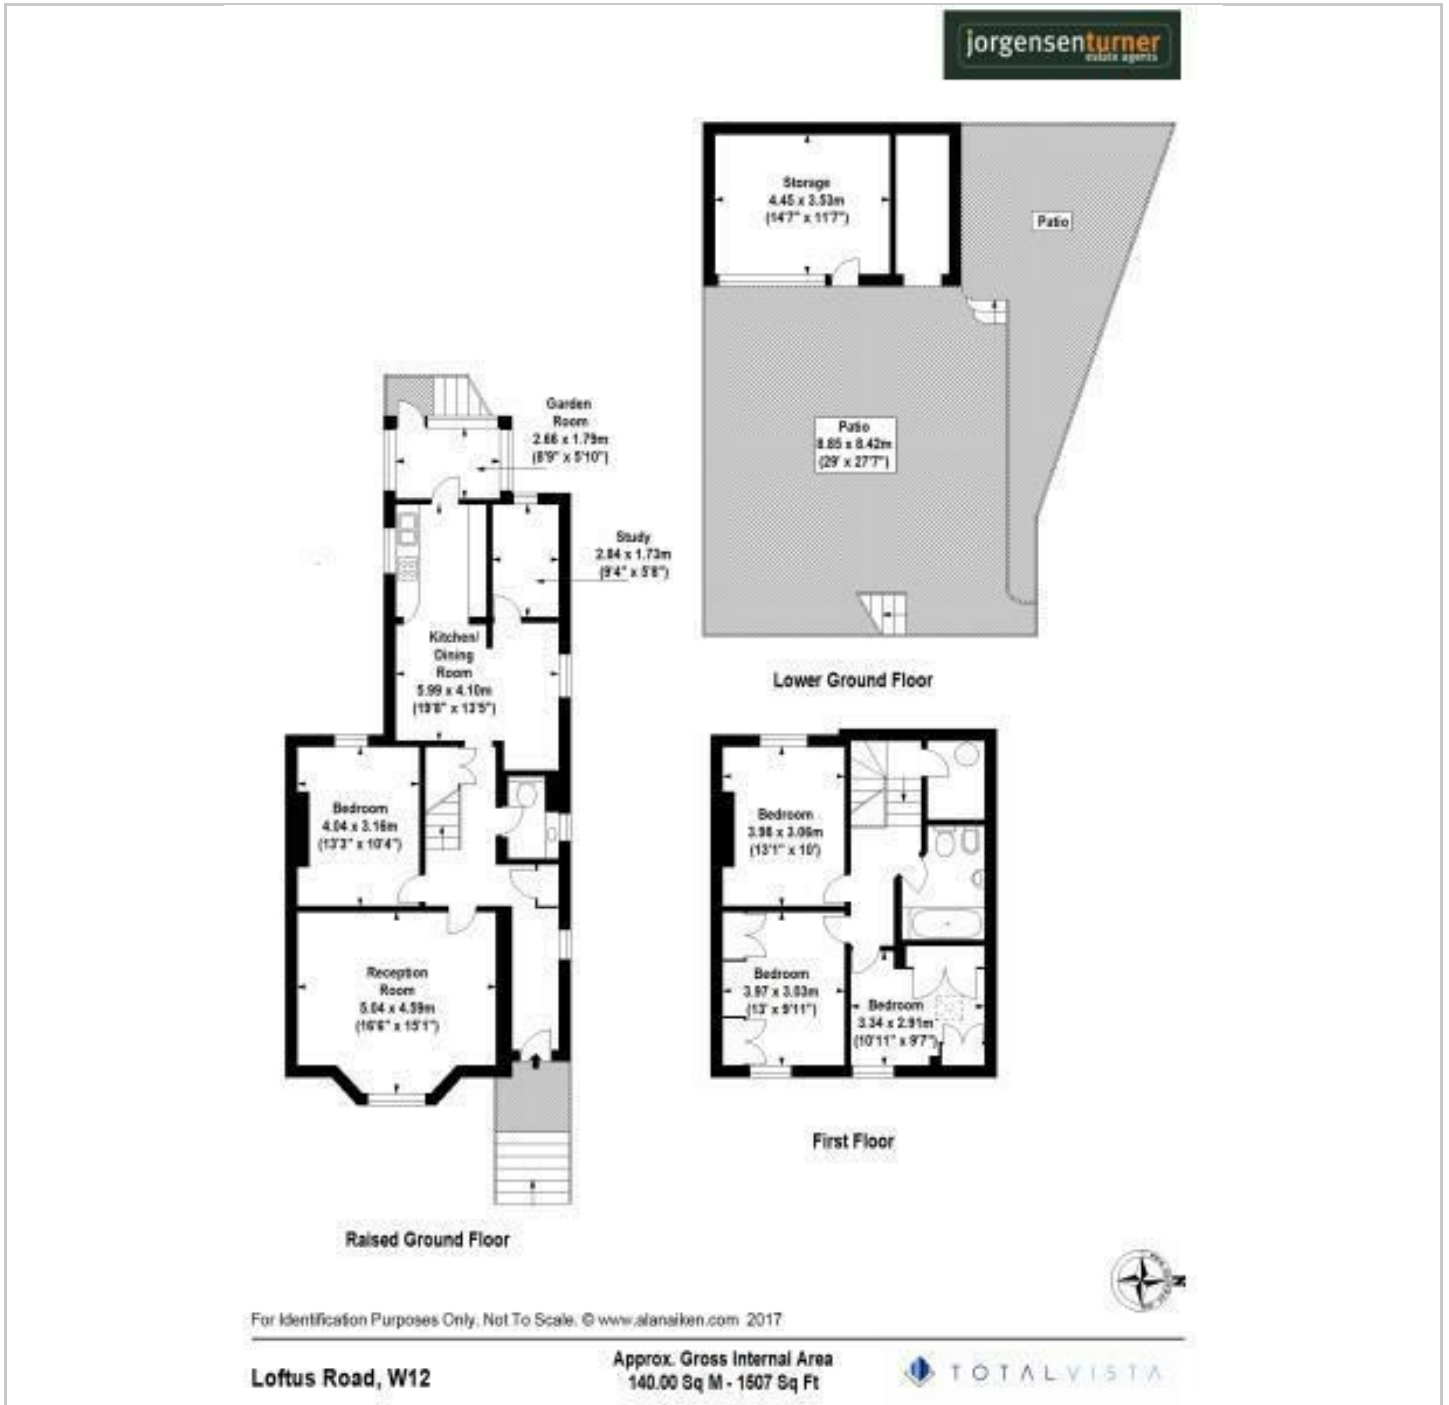 jorgensenturner
estate agents
Storage
4.45 x 3.53m
(14'7" x 11'7")
Patio
Patio
8.85 x 8.42m
(29' x 27'7")
Lower Ground Floor
Garden
Room
2.66 x 1.79m
(8'9" x 5'10")
Study
2.84 x 1.73m
(9'4" x 5'8")
Kitchen/
Dining
Room
5.99 x 4.10m
(19'8" x 13'5")
Bedroom
4.04 x 3.16m
(13'3" x 10'4")
Reception
Room
5.04 x 4.59m
(16'6" x 15'1")
Raised Ground Floor
Bedroom
3.98 x 3.06m
(13'1" x 10')
Bedroom
3.97 x 3.03m
(13' x 9'11")
Bedroom
3.34 x 2.91m
(10'11" x 9'7")
First Floor
N
For Identification Purposes Only. Not To Scale. © www.alanaiken.com 2017
Loftus Road, W12
Approx. Gross Internal Area
140.00 Sq M - 1507 Sq Ft
TOTALVISTA